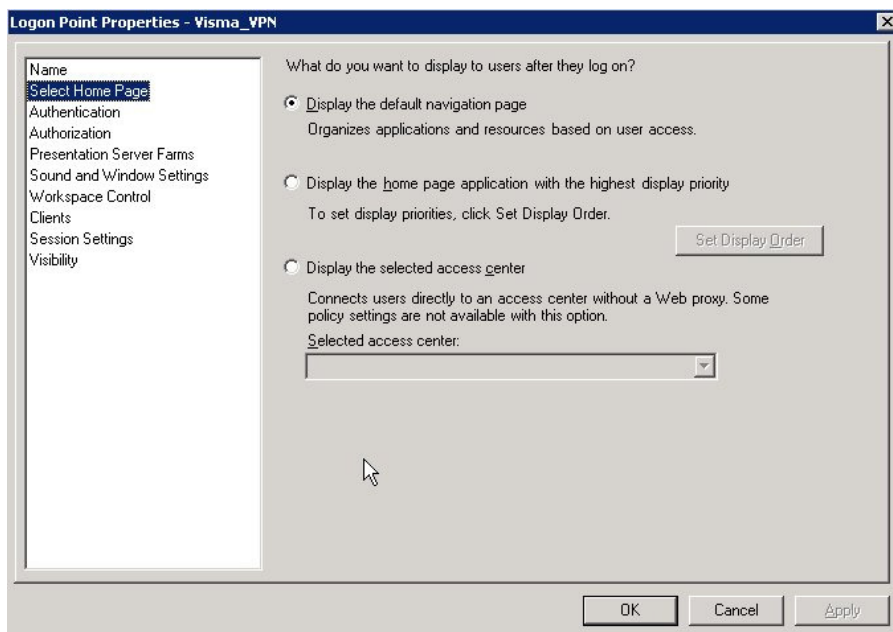 Logon Point Properties - Visma_VPN
Name
Select Home Page
Authentication
Authorization
Presentation Server Farms
Sound and Window Settings
Workspace Control
Clients
Session Settings
Visibility
What do you want to display to users after they log on?
Display the default navigation page
Organizes applications and resources based on user access.
Display the home page application with the highest display priority
To set display priorities, click Set Display Order.
Set Display Order
Display the selected access center
Connects users directly to an access center without a Web proxy. Some
policy settings are not available with this option.
Selected access center:
OK
Cancel
Apply